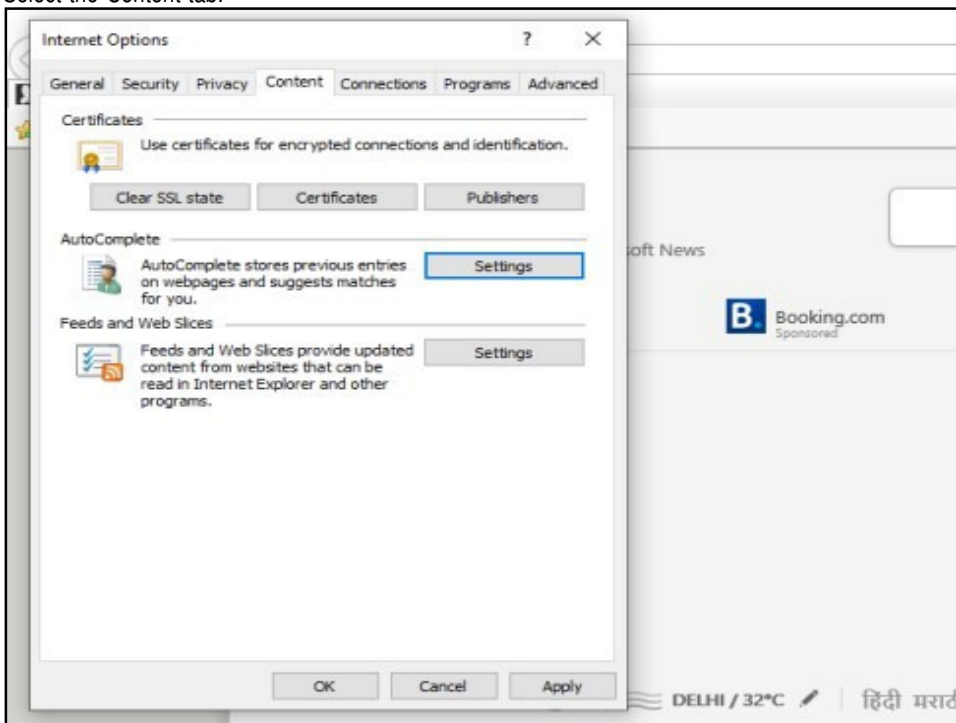 Select the Content tab.
Internet Options
General Security Privacy Content Connections Programs Advanced
Certificates
Use certificates for encrypted connections and identification.
Clear SSL state Certificates Publishers
AutoComplete
AutoComplete stores previous entries
on webpages and suggests matches
for you.
Settings
Feeds and Web Slices
Feeds and Web Slices provide updated
content from websites that can be
read in Internet Explorer and other
programs.
Settings
OK Cancel Apply
soft News
B. Booking.com
Sponsored
DELHI / 32°C
हिंदी